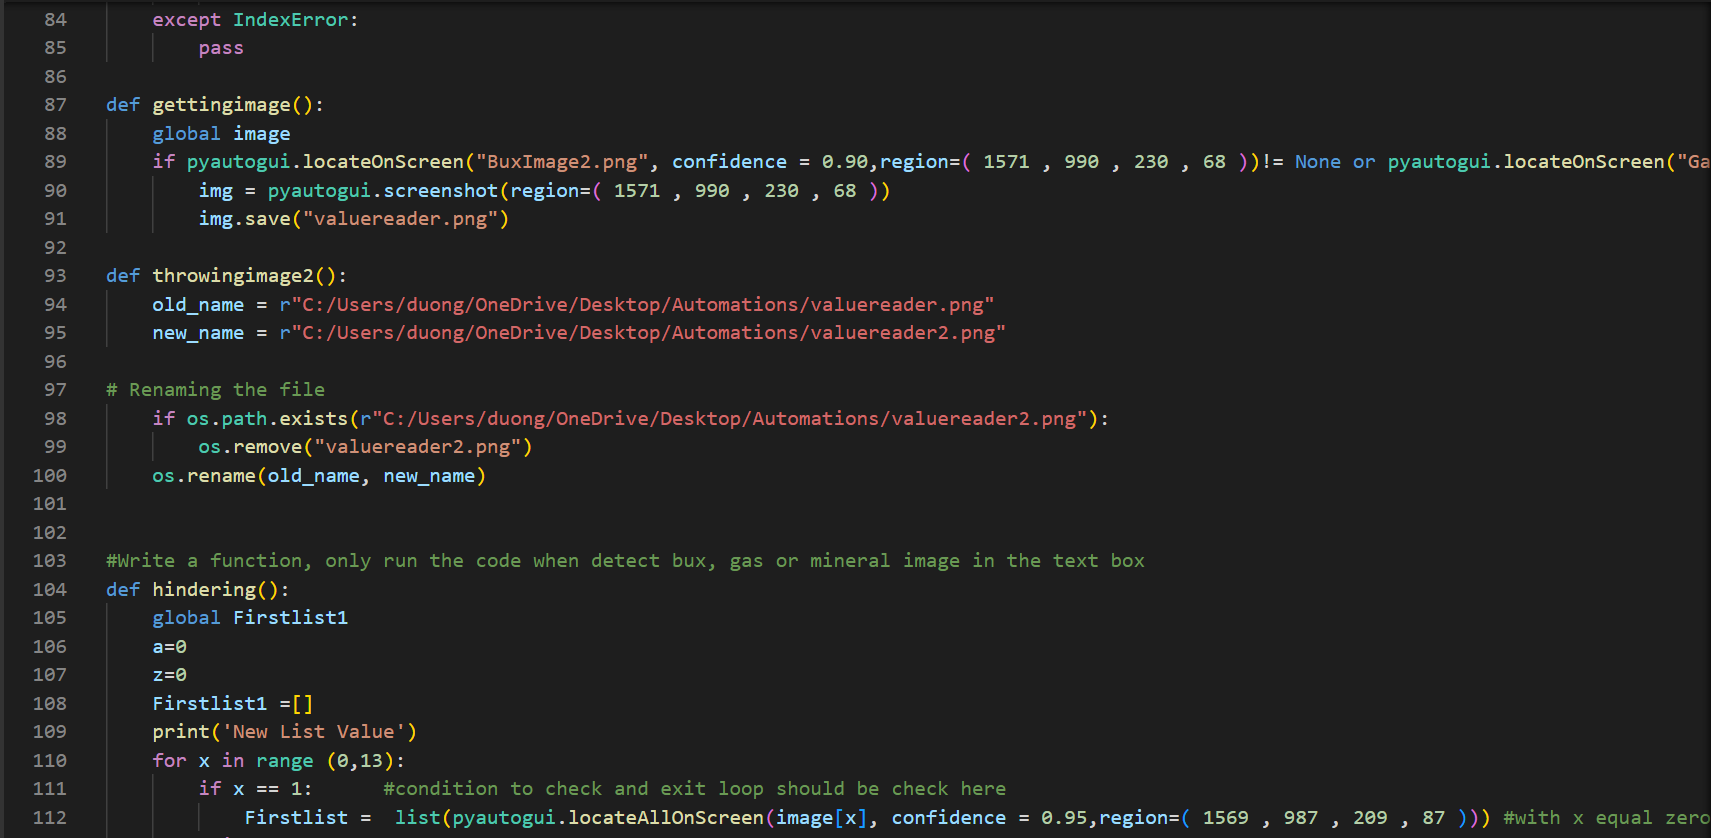 84 except IndexError:
85 pass
86
87 def gettingimage():
88 global image
89 if pyautogui.locateOnScreen("BuxImage2.png", confidence = 0.90,region=( 1571 , 990 , 230 , 68 ))!= None or pyautogui.locateOnScreen("Ga
90 img = pyautogui.screenshot(region=( 1571 , 990 , 230 , 68 ))
91 img.save("valuereader.png")
92
93 def throwingimage2():
94 old_name = r"C:/Users/duong/OneDrive/Desktop/Automations/valuereader.png"
95 new_name = r"C:/Users/duong/OneDrive/Desktop/Automations/valuereader2.png"
96
97 # Renaming the file
98 if os.path.exists(r"C:/Users/duong/OneDrive/Desktop/Automations/valuereader2.png"):
99 os.remove("valuereader2.png")
100 os.rename(old_name, new_name)
101
102
103 #Write a function, only run the code when detect bux, gas or mineral image in the text box
104 def hindering():
105 global Firstlist1
106 a=0
107 z=0
108 Firstlist1 =[]
109 print('New List Value')
110 for x in range (0,13):
111 if x == 1: #condition to check and exit loop should be check here
112 Firstlist = list(pyautogui.locateAllOnScreen(image[x], confidence = 0.95,region=( 1569 , 987 , 209 , 87 ))) #with x equal zero